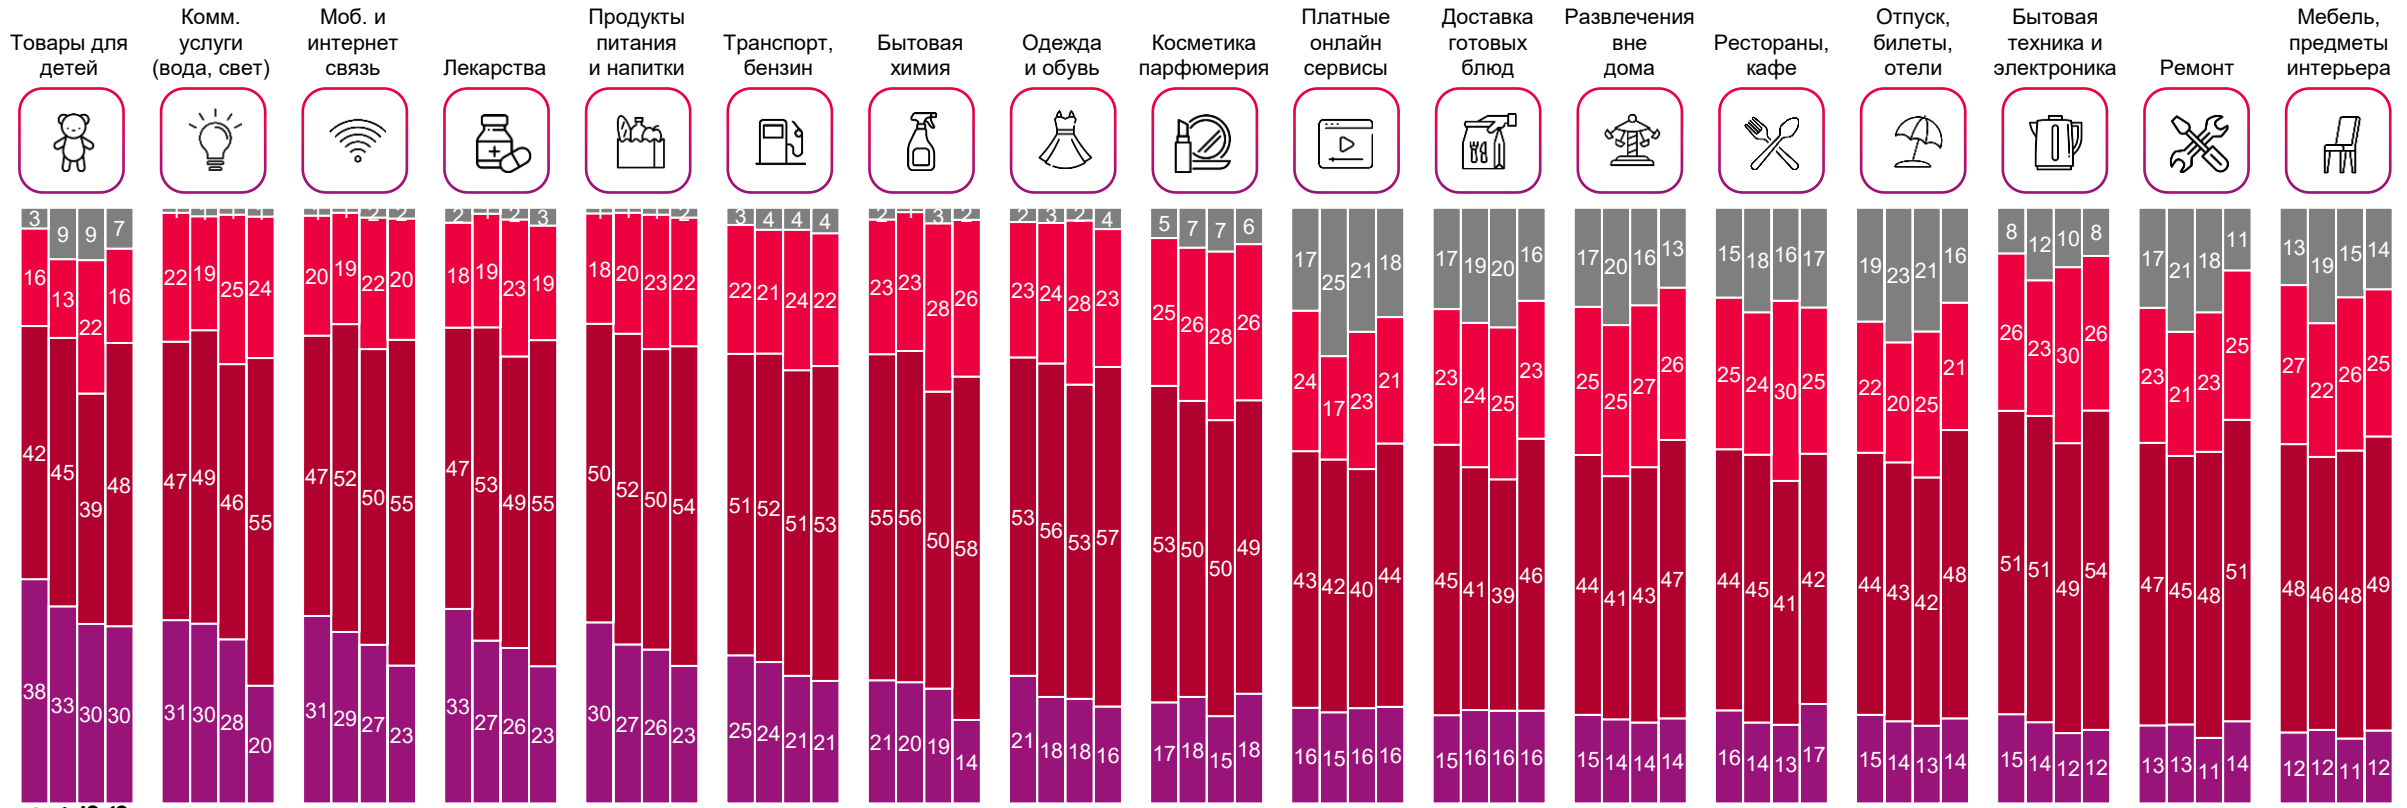 Товары для
детей
Комм.
услуги
(вода, свет)
Моб. и
интернет
связь
Лекарства
Продукты
питания
и напитки
Транспорт,
бензин
Бытовая
химия
Одежда
и обувь
Косметика
парфюмерия
Платные
онлайн
сервисы
Доставка
готовых
блюд
Развлечения
вне
дома
Рестораны,
кафе
Отпуск,
билеты,
отели
Бытовая
техника и
электроника
Ремонт
Мебель,
предметы
интерьера
3 9 9 7
16 13 22 16
42 45 39 48
38 33 30 30
1 1 1 1
22 19 25 24
47 49 46 55
31 30 28 20
1 1 2 2
20 19 22 20
47 52 50 55
31 29 27 23
2 1 2 3
18 19 23 19
47 53 49 55
33 27 26 23
1 1 1 2
18 20 23 22
50 52 50 54
30 27 26 23
3 4 4 4
22 21 24 22
51 52 51 53
25 24 21 21
2 1 3 2
23 23 28 26
55 56 50 58
21 20 19 14
2 3 2 4
23 24 28 23
53 56 53 57
21 18 18 16
5 7 7 6
25 26 28 26
53 50 50 49
17 18 15 18
17 25 21 18
24 17 23 21
43 42 40 44
16 15 16 16
17 19 20 16
23 24 25 23
45 41 39 46
15 16 16 16
17 20 16 13
25 25 27 26
44 41 43 47
15 14 14 14
15 18 16 17
25 24 30 25
44 45 41 42
16 14 13 17
19 23 21 16
22 20 25 21
44 43 42 48
15 14 13 14
8 12 10 8
26 23 30 26
51 51 49 54
15 14 12 12
17 21 18 11
23 21 23 25
47 45 48 51
13 13 11 14
13 19 15 14
27 22 26 25
48 46 48 49
12 12 11 12